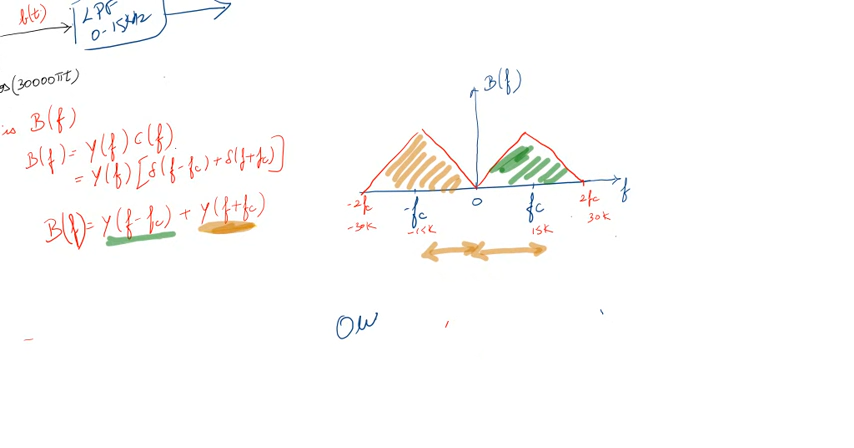 b(t)
LPF
0-15kHz
os(30000πt)
is B(f)
B(f) = Y(f) C(f).
= Y(f) [δ(f-fc) + δ(f+fc)]
B(f) = Y(f-fc) + Y(f+fc)
B(f)
-2fc -fc 0 fc 2fc f
-30K -15K 15K 30K
Ow